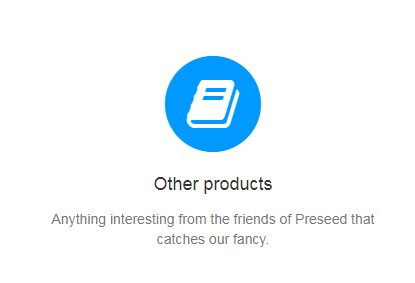 Other products
Anything interesting from the friends of Preseed that
catches our fancy.